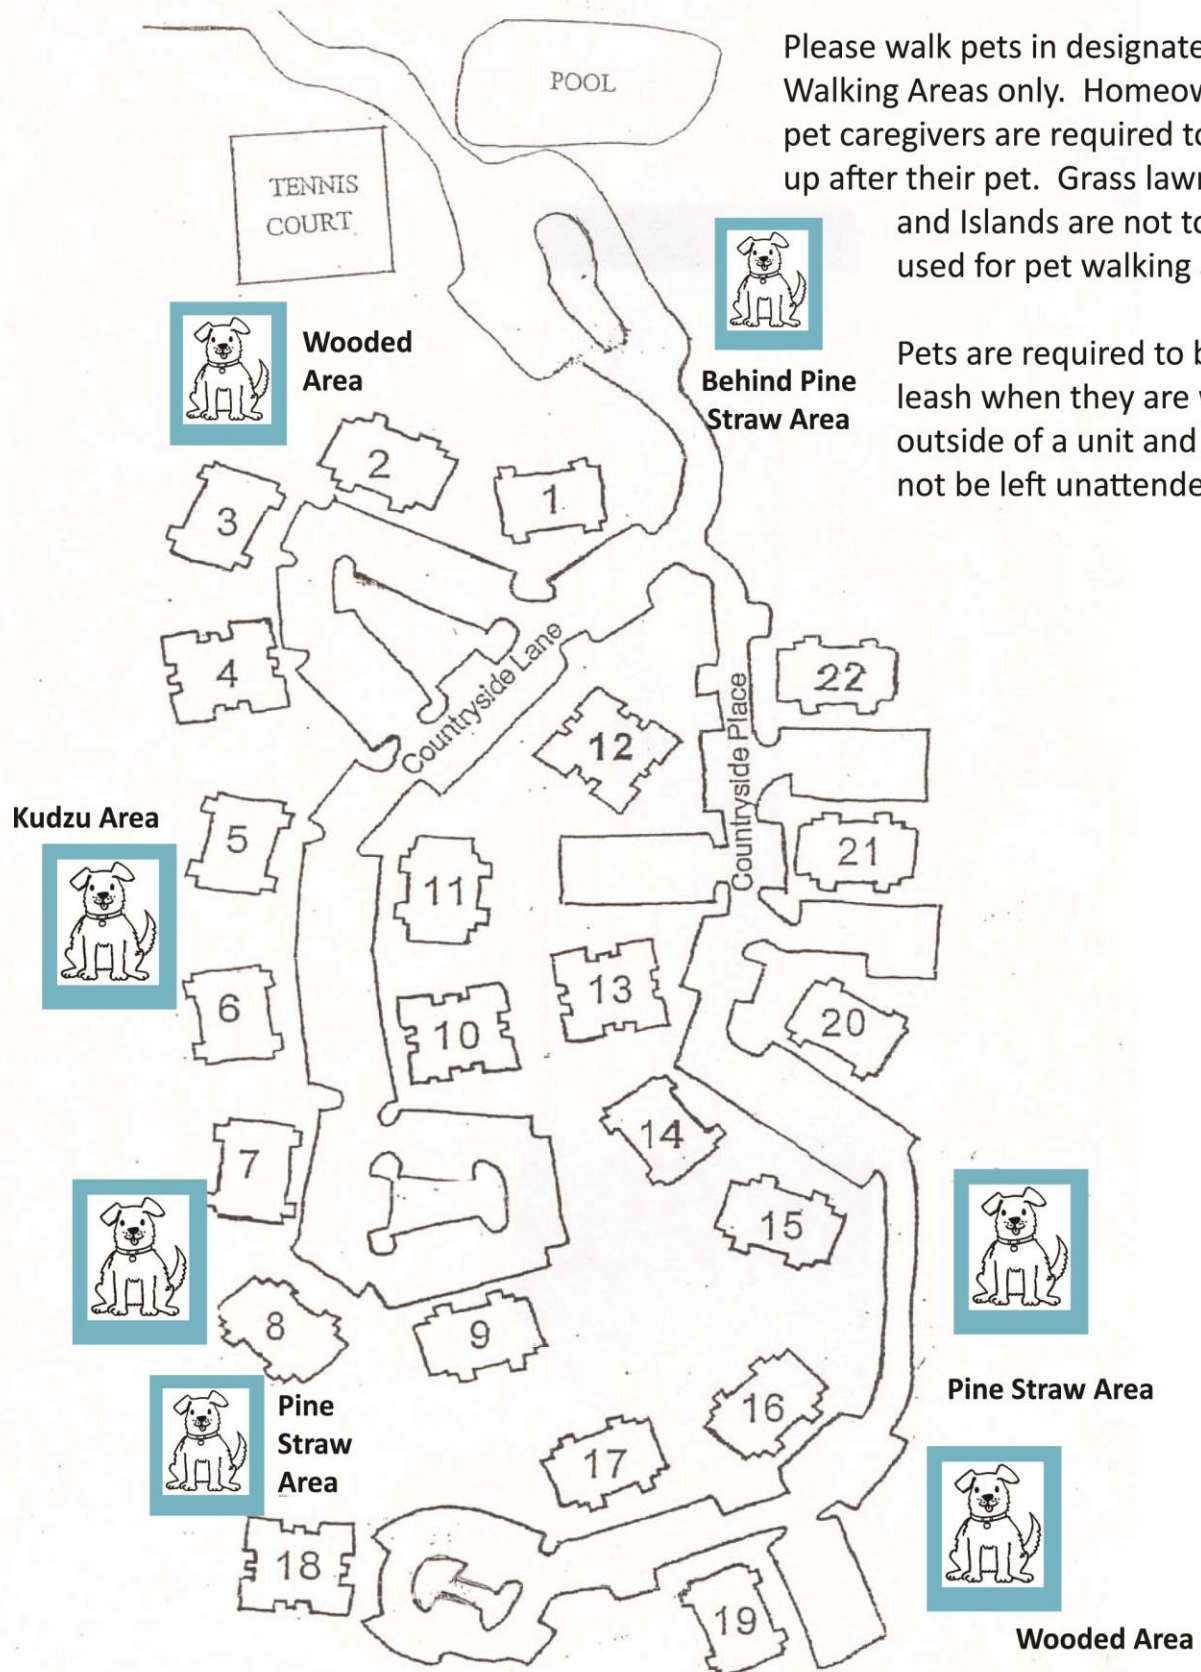 POOL
Please walk pets in designate
Walking Areas only. Homeow
pet caregivers are required to
up after their pet. Grass lawn
and Islands are not to
used for pet walking
TENNIS
COURT
Wooded
Area
Behind Pine
Straw Area
Pets are required to b
leash when they are w
outside of a unit and
not be left unattende
2
1
3
4
Countryside Lane
22
12
Countryside Place
Kudzu Area
5
11
21
6
10
13
20
7
14
15
8
9
Pine Straw Area
16
Pine
Straw
Area
17
18
19
Wooded Area